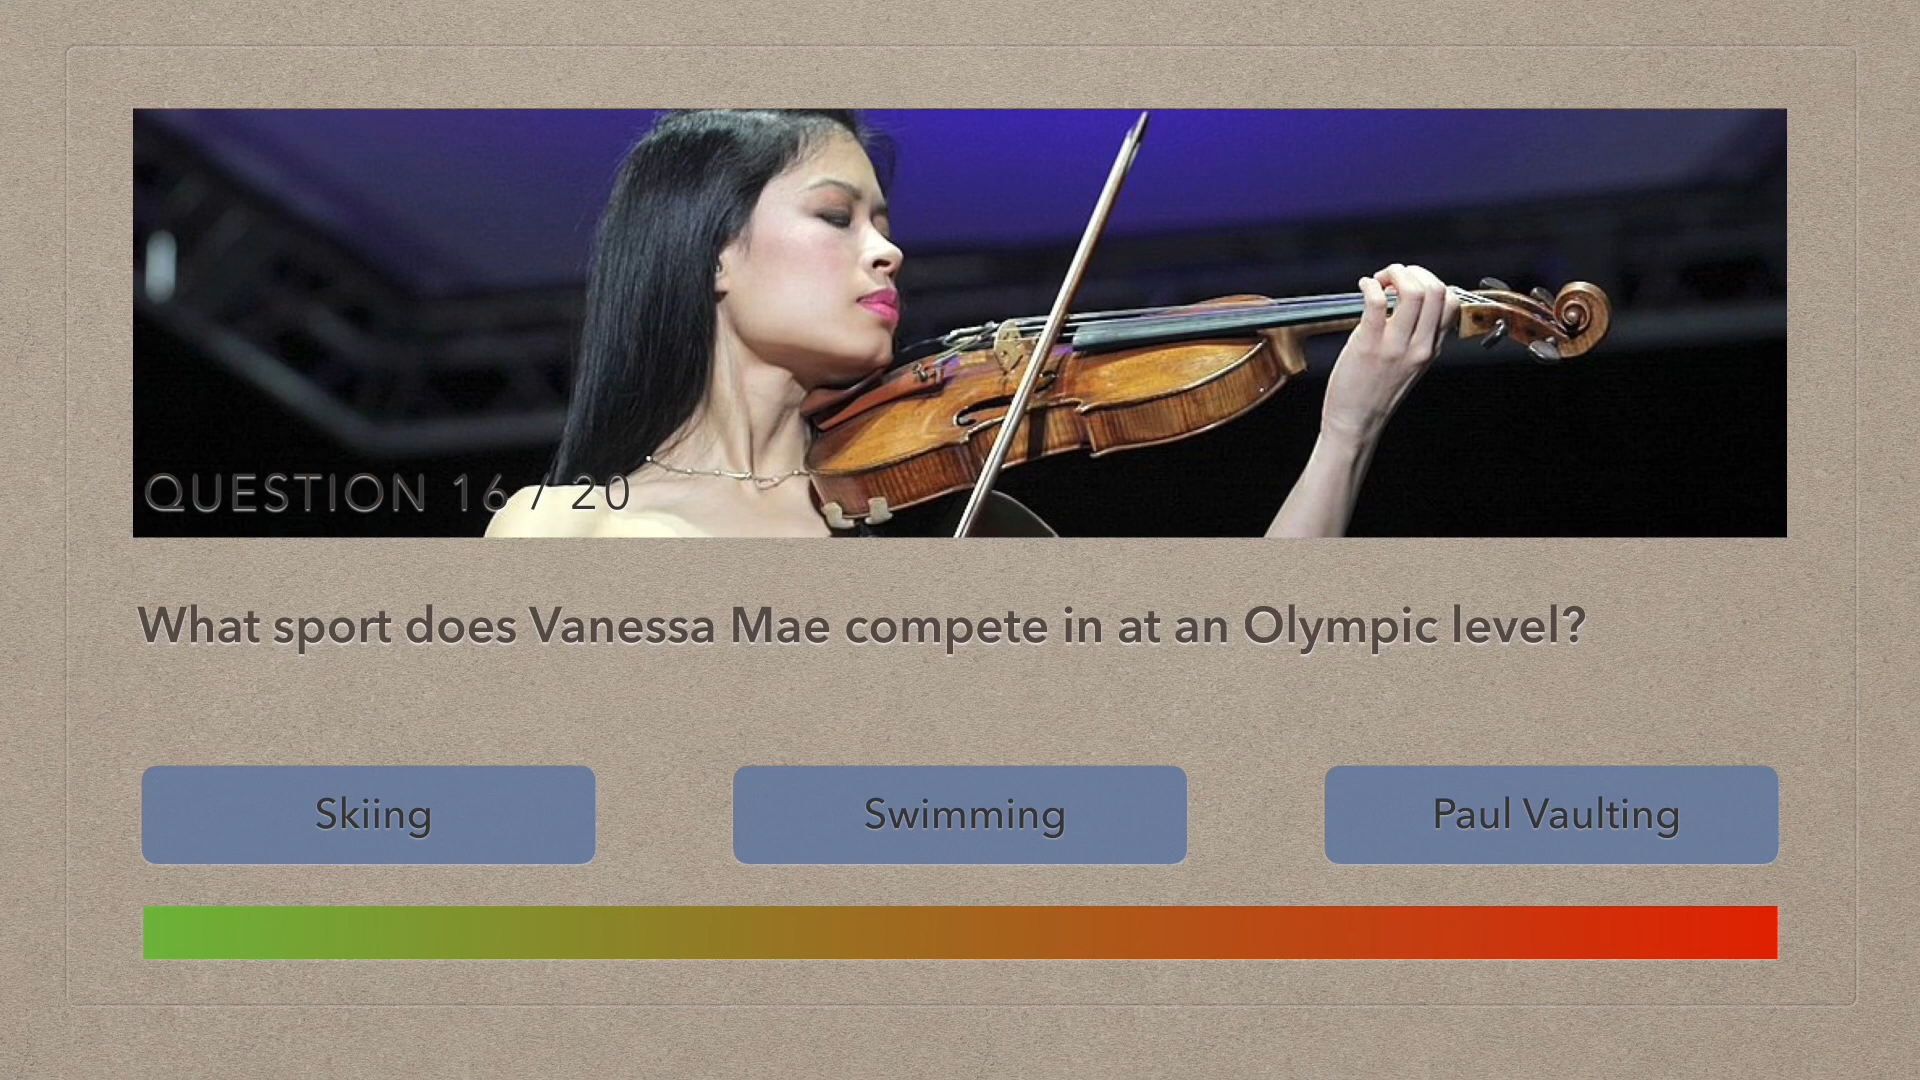 QUESTION 16 / 20
What sport does Vanessa Mae compete in at an Olympic level?
Skiing
Swimming
Paul Vaulting